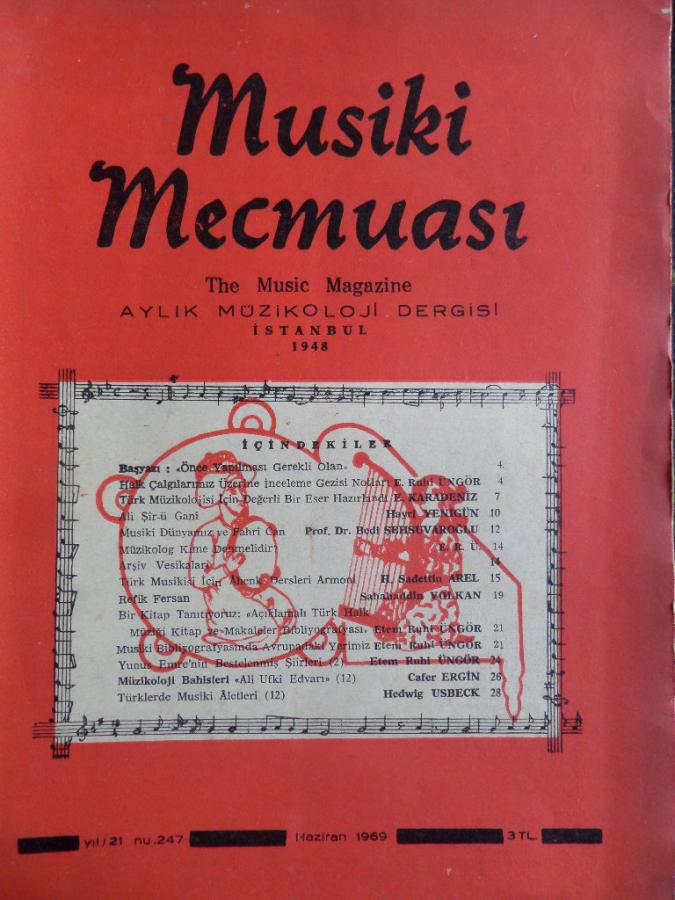 Musiki
Mecmuası
The Music Magazine
AYLIK MÜZİKOLOJİ DERGİSİ
İSTANBUL
1948
İÇİNDEKİLER
Başyazı : «Önce Yapılması Gerekli Olan» 4
Halk Çalgılarımız Üzerine İnceleme Gezisi Notları E. Ruhi ÜNGÖR 4
Türk Müzikolojisi İçin Değerli Bir Eser Hazırlandı E. KARADENİZ 7
Ali Şir-ü Gani Hayri YENİGÜN 10
Musiki Dünyamız ve Fahri Can Prof. Dr. Bedi ŞEHSUVAROĞLU 12
Müzikolog Kime Denmelidir E. R. Ü. 14
Arşiv Vesikaları 14
Türk Musikisi İçin Ahenk Dersleri Armoni H. Sadettin AREL 15
Refik Fersan Sabahaddin VOLKAN 19
Bir Kitap Tanıtıyoruz: «Açıklamalı Türk Halk
Müziği Kitap ve Makaleler Bibliyografyası» Etem Ruhi ÜNGÖR 21
Musiki Bibliyografyasında Avrupadaki Yerimiz Etem Ruhi ÜNGÖR 21
Yunus Emre'nin Bestelenmiş Şiirleri (2) Etem Ruhi ÜNGÖR 24
Müzikoloji Bahisleri «Ali Ufki Edvarı» (12) Cafer ERGİN 26
Türklerde Musiki Âletleri (12) Hedwig USBECK 28
yıl/21 nu.247 Haziran 1969 3 TL.